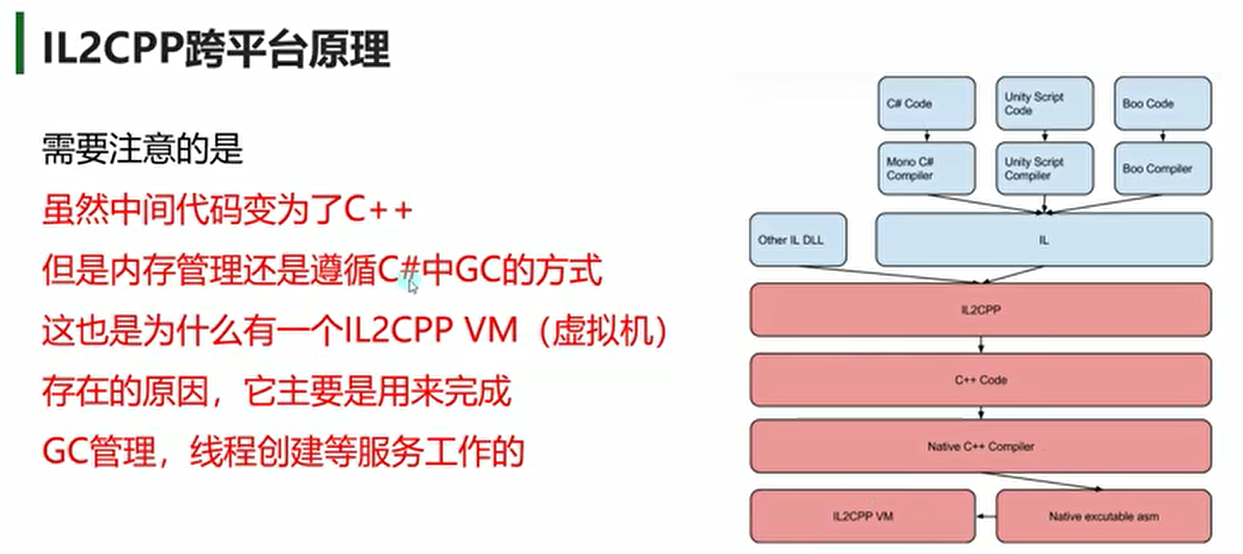 IL2CPP跨平台原理
需要注意的是
虽然中间代码变为了C++
但是内存管理还是遵循C#中GC的方式
这也是为什么有一个IL2CPP VM（虚拟机）
存在的原因，它主要是用来完成
GC管理，线程创建等服务工作的
C# Code
Unity Script
Code
Boo Code
Mono C#
Compiler
Unity Script
Compiler
Boo Compiler
Other IL DLL
IL
IL2CPP
C++ Code
Native C++ Compiler
IL2CPP VM
Native excutable asm